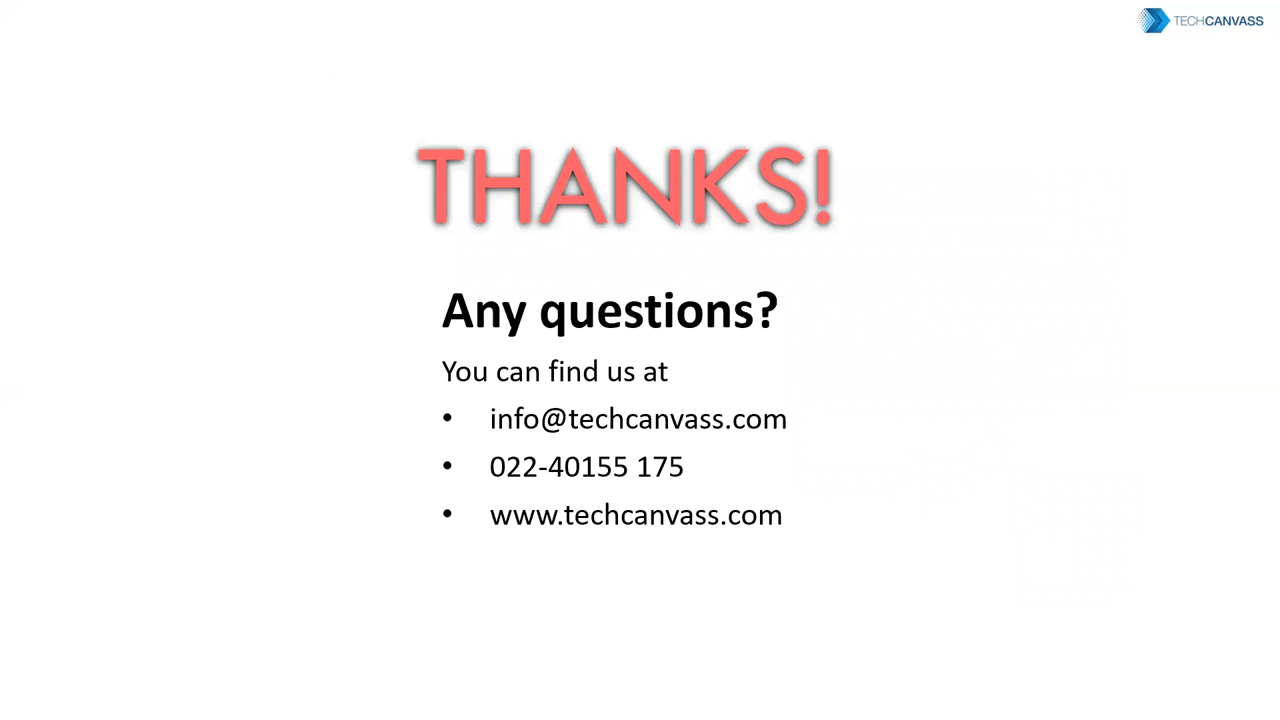 TECHCANVASS
THANKS!
Any questions?
You can find us at
• info@techcanvass.com
• 022-40155 175
• www.techcanvass.com